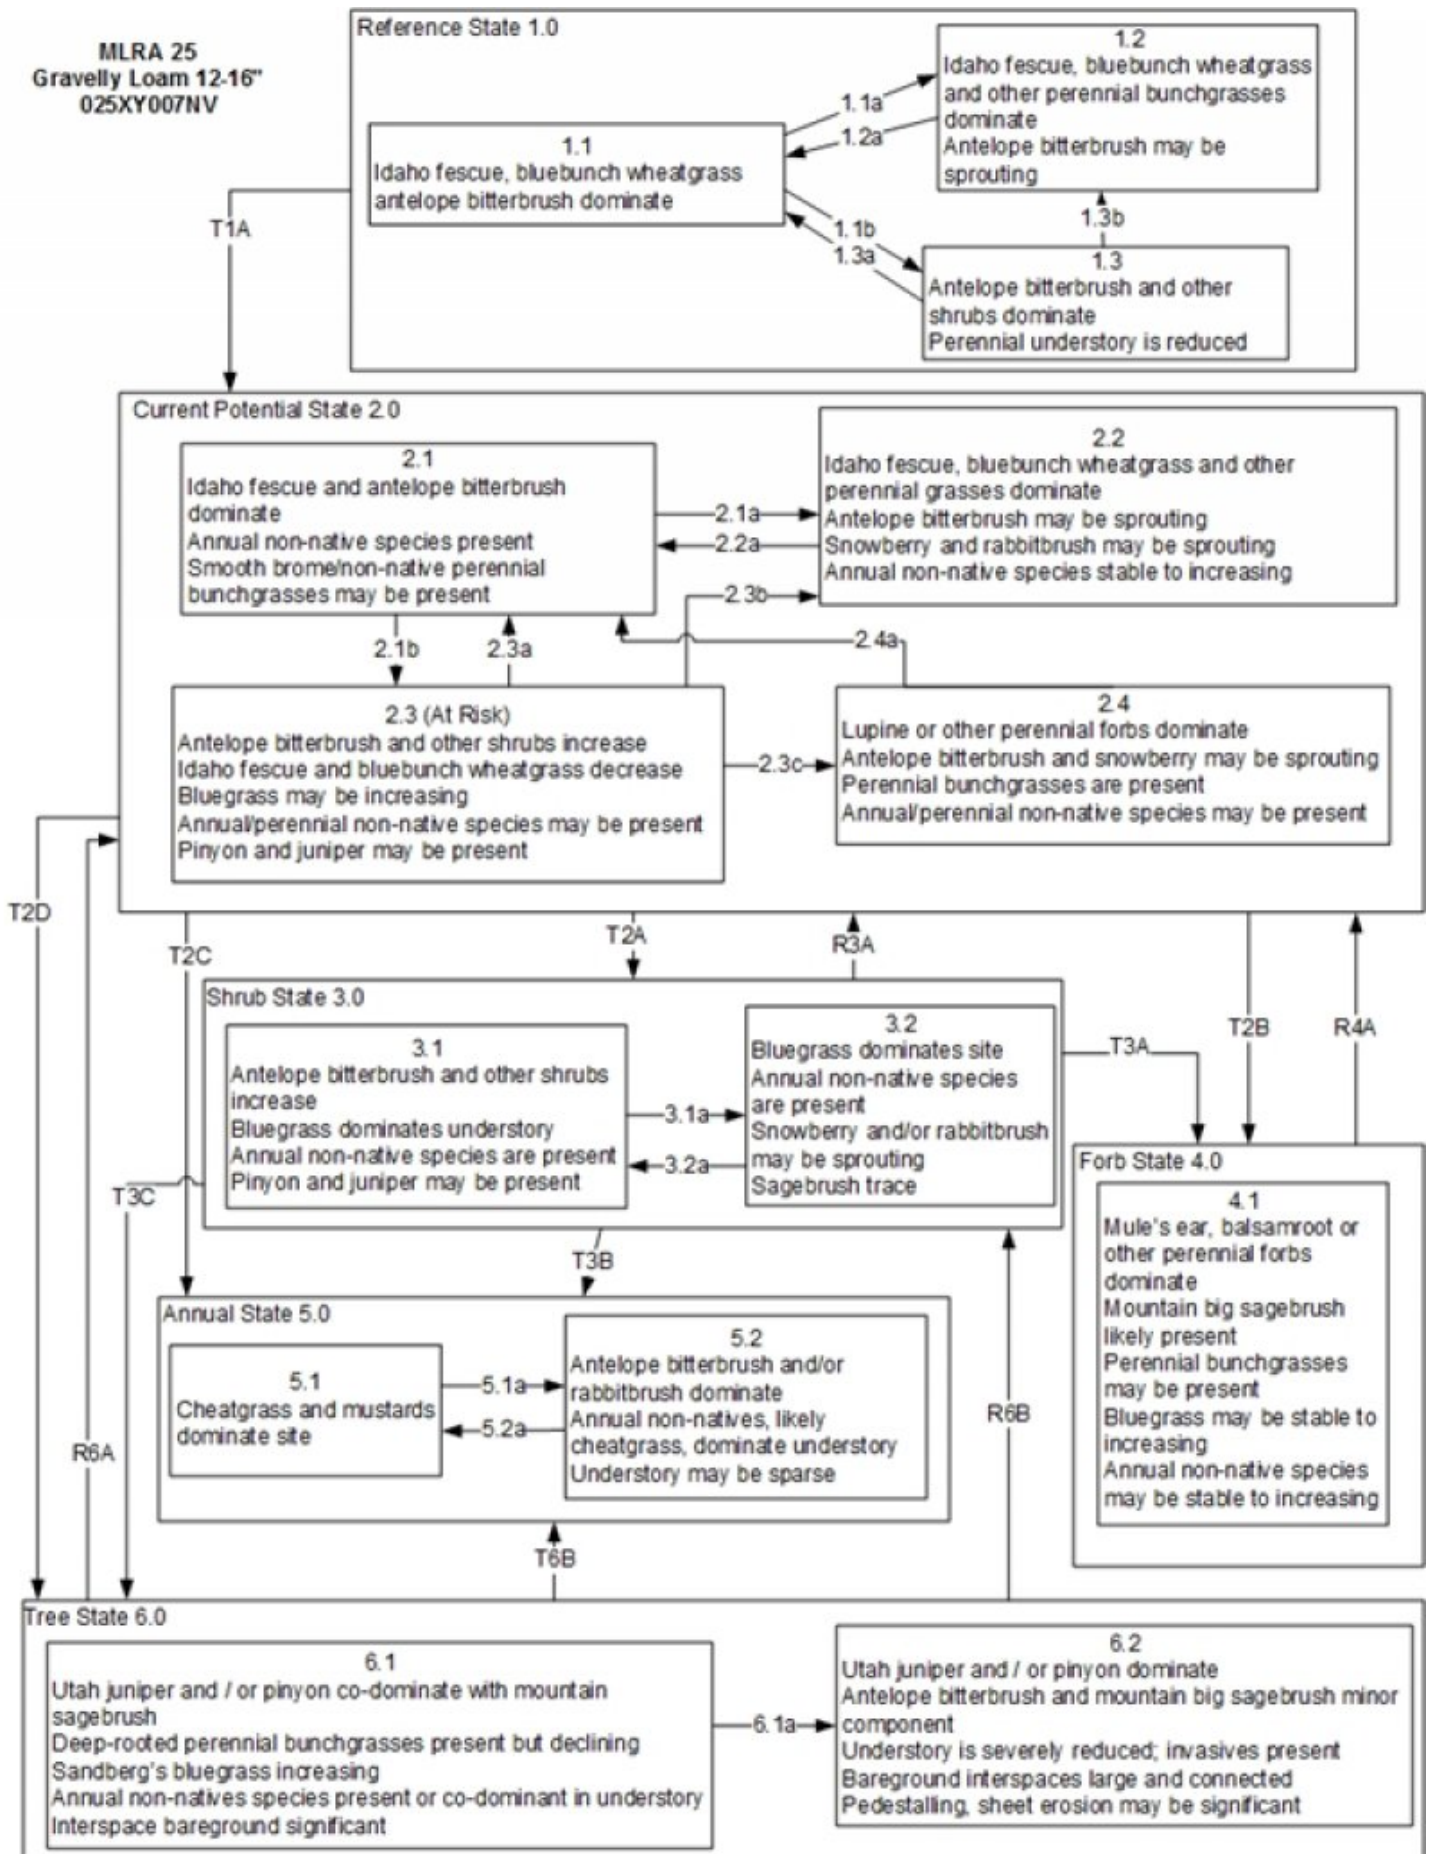 MLRA 25
Gravelly Loam 12-16"
025XY007NV
Reference State 1.0
1.1
Idaho fescue, bluebunch wheatgrass
antelope bitterbrush dominate
1.1a
1.2a
1.2
Idaho fescue, bluebunch wheatgrass
and other perennial bunchgrasses
dominate
Antelope bitterbrush may be
sprouting
1.1b
1.3a
1.3b
1.3
Antelope bitterbrush and other
shrubs dominate
Perennial understory is reduced
T1A
Current Potential State 2.0
2.1
Idaho fescue and antelope bitterbrush
dominate
Annual non-native species present
Smooth brome/non-native perennial
bunchgrasses may be present
2.1a
2.2a
2.2
Idaho fescue, bluebunch wheatgrass and other
perennial grasses dominate
Antelope bitterbrush may be sprouting
Snowberry and rabbitbrush may be sprouting
Annual non-native species stable to increasing
2.3b
2.1b
2.3a
2.4a
2.3 (At Risk)
Antelope bitterbrush and other shrubs increase
Idaho fescue and bluebunch wheatgrass decrease
Bluegrass may be increasing
Annual/perennial non-native species may be present
Pinyon and juniper may be present
2.3c
2.4
Lupine or other perennial forbs dominate
Antelope bitterbrush and snowberry may be sprouting
Perennial bunchgrasses are present
Annual/perennial non-native species may be present
T2D
T2C
T2A
R3A
T2B
R4A
Shrub State 3.0
3.1
Antelope bitterbrush and other shrubs
increase
Bluegrass dominates understory
Annual non-native species are present
Pinyon and juniper may be present
3.1a
3.2a
3.2
Bluegrass dominates site
Annual non-native species
are present
Snowberry and/or rabbitbrush
may be sprouting
Sagebrush trace
T3A
T3C
T3B
Forb State 4.0
4.1
Mule's ear, balsamroot or
other perennial forbs
dominate
Mountain big sagebrush
likely present
Perennial bunchgrasses
may be present
Bluegrass may be stable to
increasing
Annual non-native species
may be stable to increasing
Annual State 5.0
5.1
Cheatgrass and mustards
dominate site
5.1a
5.2a
5.2
Antelope bitterbrush and/or
rabbitbrush dominate
Annual non-natives, likely
cheatgrass, dominate understory
Understory may be sparse
R6A
R6B
T6B
Tree State 6.0
6.1
Utah juniper and / or pinyon co-dominate with mountain
sagebrush
Deep-rooted perennial bunchgrasses present but declining
Sandberg's bluegrass increasing
Annual non-natives species present or co-dominant in understory
Interspace bareground significant
6.1a
6.2
Utah juniper and / or pinyon dominate
Antelope bitterbrush and mountain big sagebrush minor
component
Understory is severely reduced; invasives present
Bareground interspaces large and connected
Pedestalling, sheet erosion may be significant